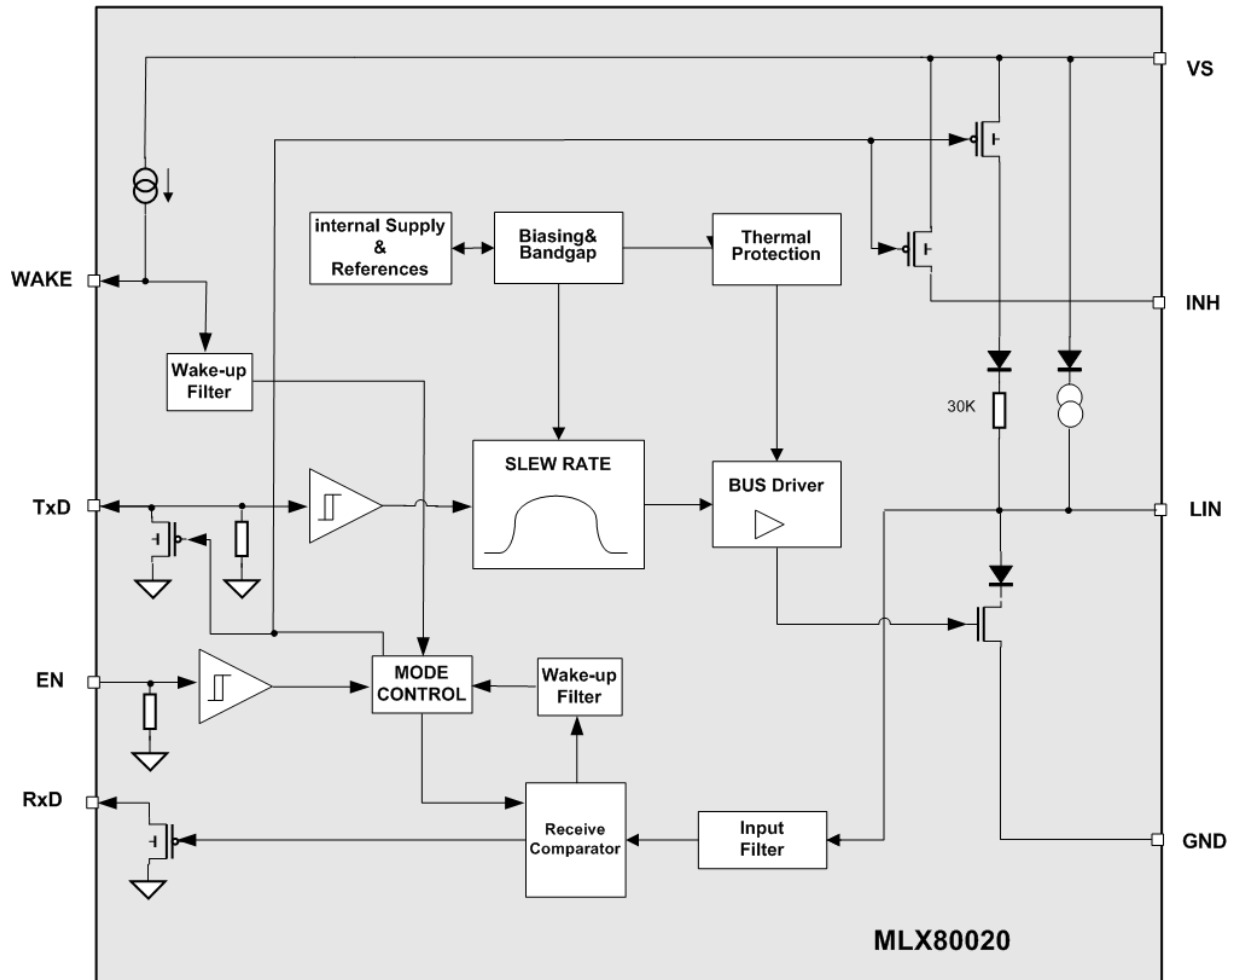 VS
internal Supply
&
References
Biasing&
Bandgap
Thermal
Protection
WAKE
INH
Wake-up
Filter
30K
SLEW RATE
BUS Driver
TxD
LIN
EN
MODE
CONTROL
Wake-up
Filter
RxD
Receive
Comparator
Input
Filter
GND
MLX80020